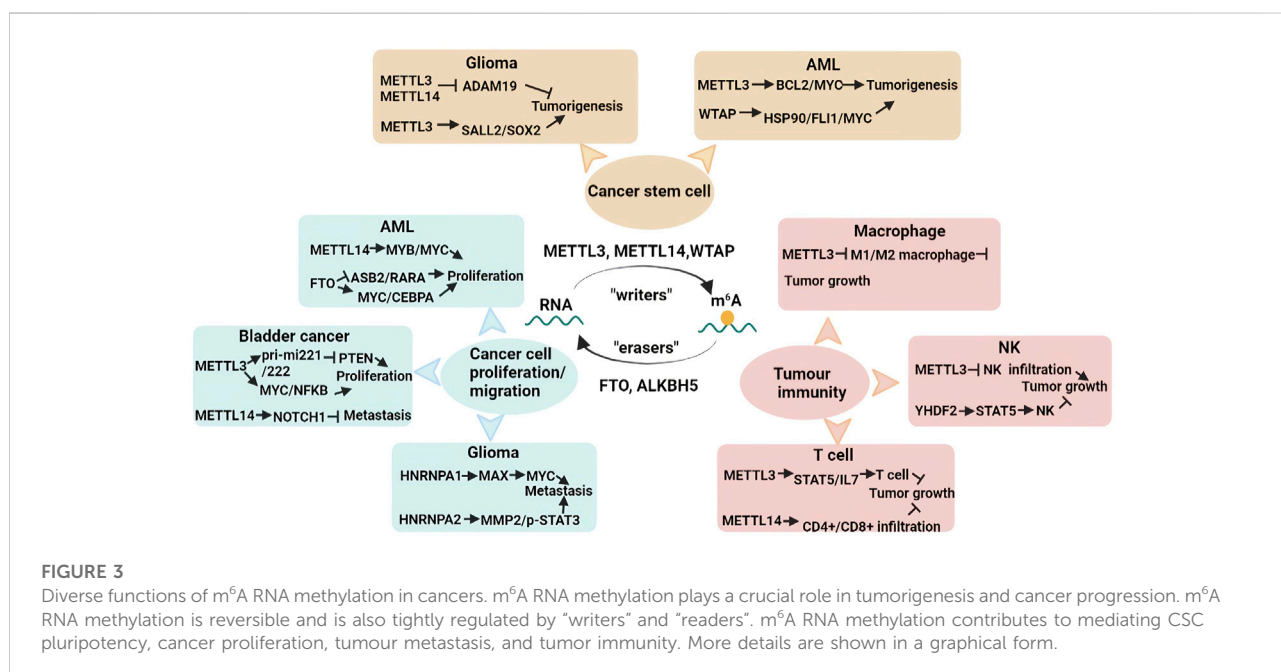 Glioma
METTL3
METTL14
ADAM19
Tumorigenesis
METTL3
SALL2/SOX2
AML
METTL3
BCL2/MYC
Tumorigenesis
WTAP
HSP90/FLI1/MYC
Cancer stem cell
AML
METTL14
MYB/MYC
FTO
ASB2/RARA
Proliferation
MYC/CEBPA
Bladder cancer
METTL3
pri-mi221
/222
PTEN
Proliferation
MYC/NFKB
METTL14
NOTCH1
Metastasis
Cancer cell
proliferation/
migration
Glioma
HNRNPA1
MAX
MYC
Metastasis
HNRNPA2
MMP2/p-STAT3
METTL3, METTL14,WTAP
"writers"
RNA
m⁶A
"erasers"
FTO, ALKBH5
Macrophage
METTL3
M1/M2 macrophage
Tumor growth
Tumour
immunity
NK
METTL3
NK infiltration
Tumor growth
YHDF2
STAT5
NK
T cell
METTL3
STAT5/IL7
T cell
Tumor growth
METTL14
CD4+/CD8+ infiltration
FIGURE 3
Diverse functions of m⁶A RNA methylation in cancers. m⁶A RNA methylation plays a crucial role in tumorigenesis and cancer progression. m⁶A
RNA methylation is reversible and is also tightly regulated by “writers” and “readers”. m⁶A RNA methylation contributes to mediating CSC
pluripotency, cancer proliferation, tumour metastasis, and tumor immunity. More details are shown in a graphical form.